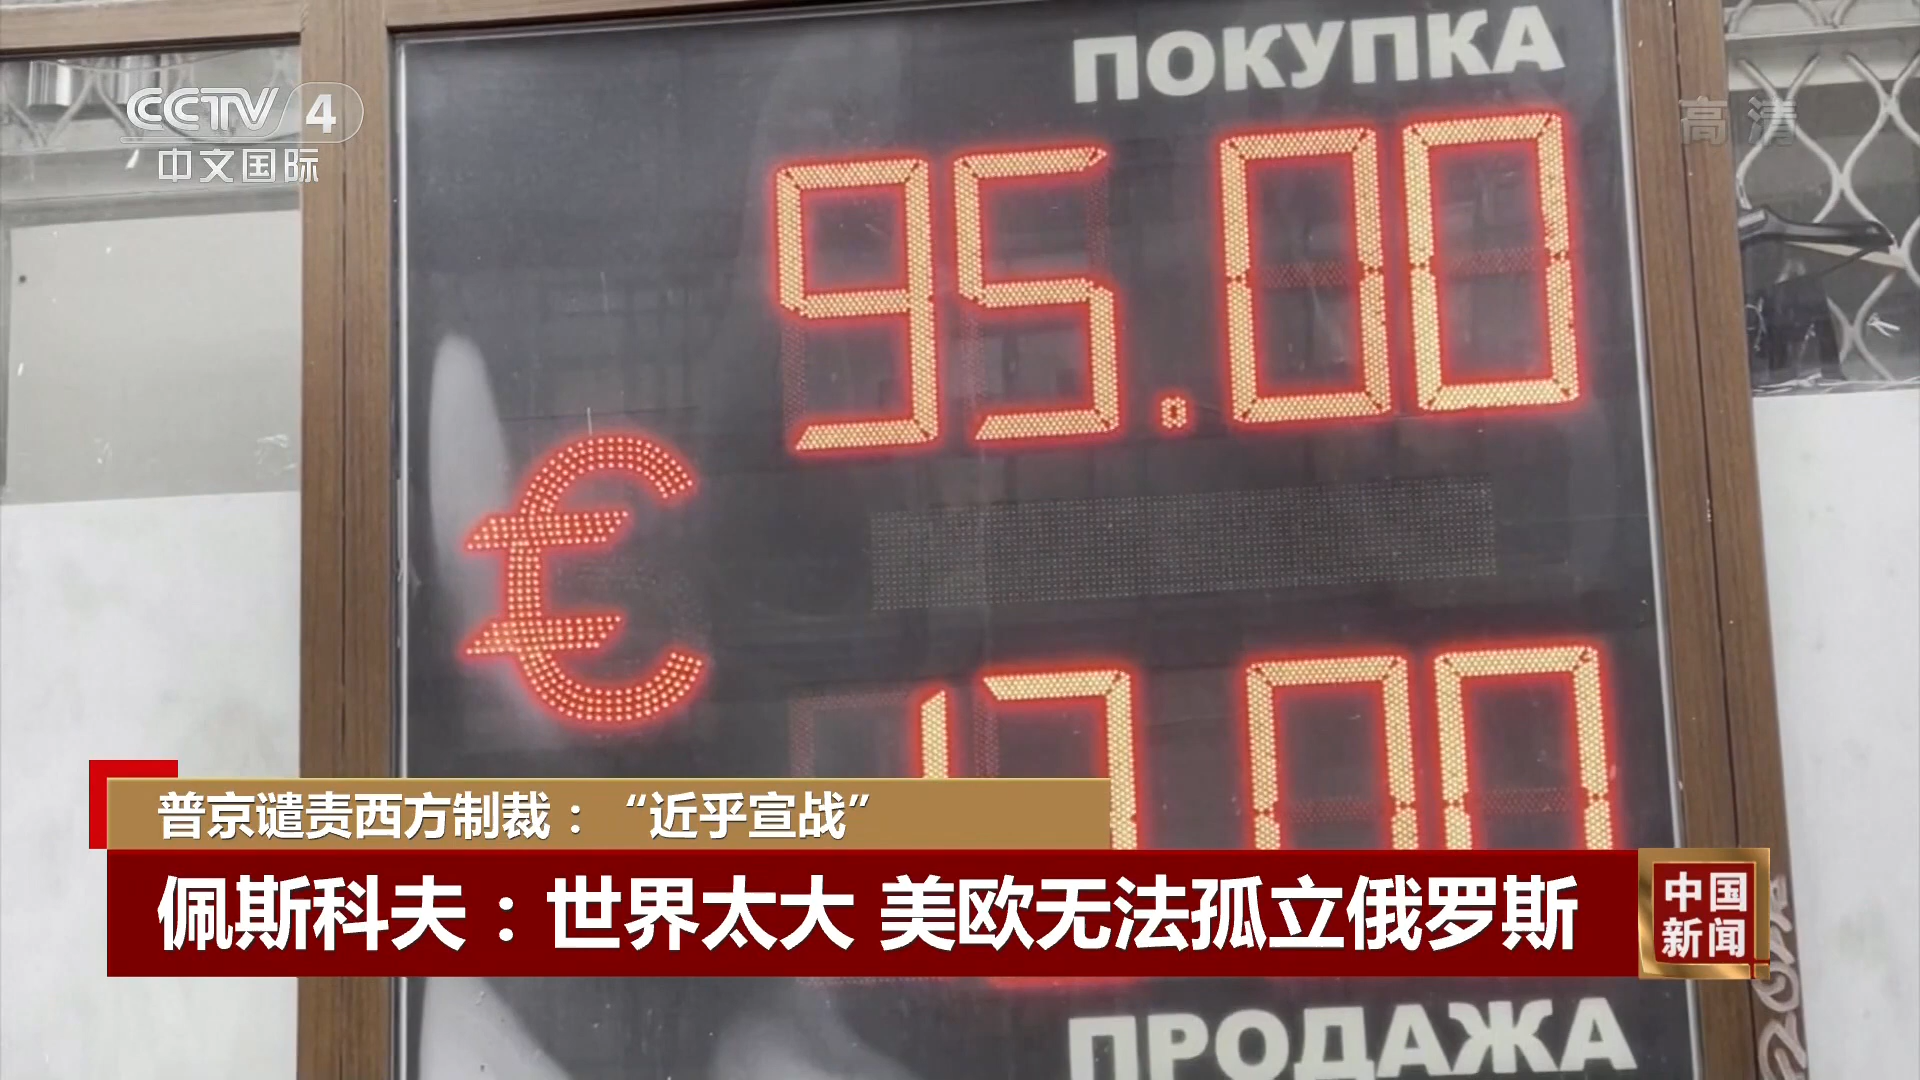 ПОКУПКА
CCTV 4
中文国际
高清
95.00
€
普京谴责西方制裁：“近乎宣战”
佩斯科夫：世界太大 美欧无法孤立俄罗斯
中国
新闻
ПРОДАЖА